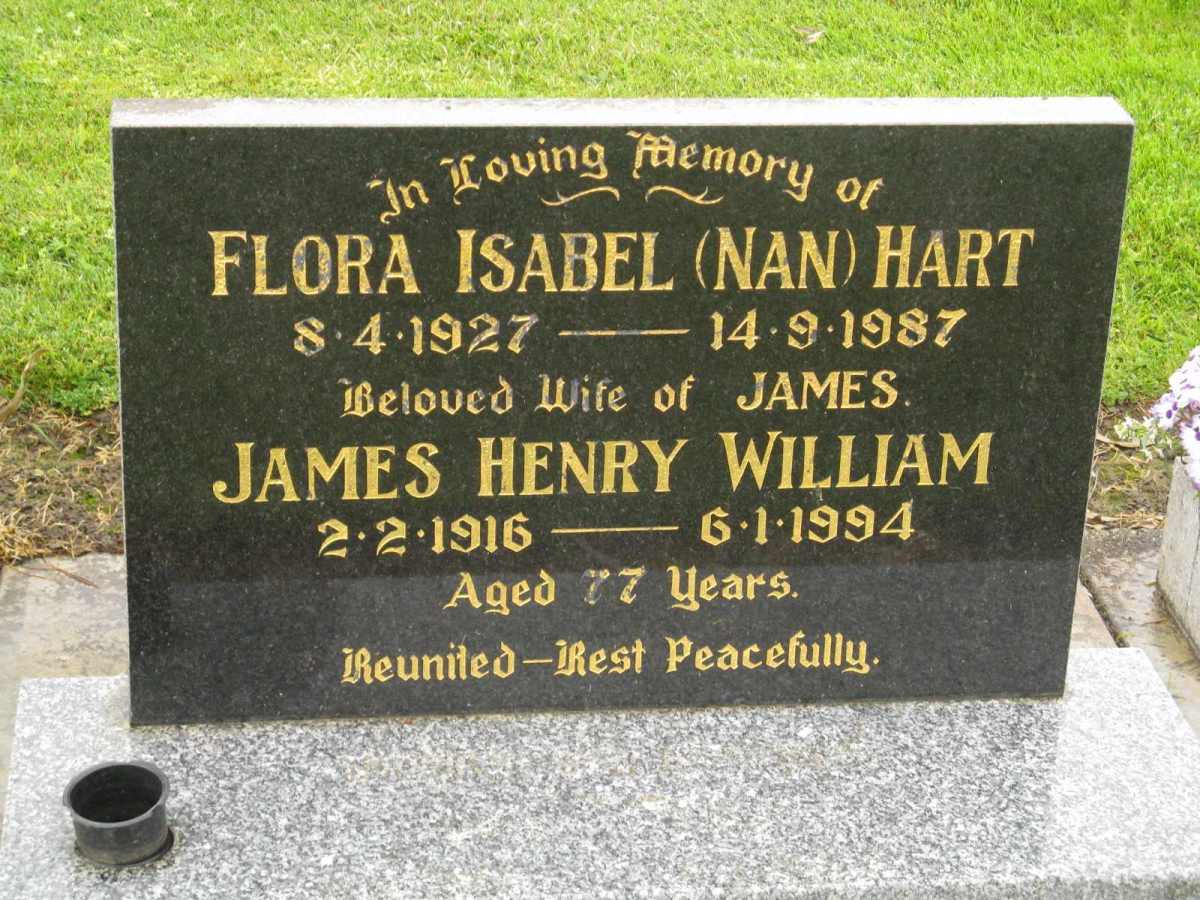 In Loving Memory of
FLORA ISABEL (NAN) HART
8·4·1927 — 14·9·1987
Beloved Wife of JAMES.
JAMES HENRY WILLIAM
2·2·1916 — 6·1·1994
Aged 77 Years.
Reunited — Rest Peacefully.